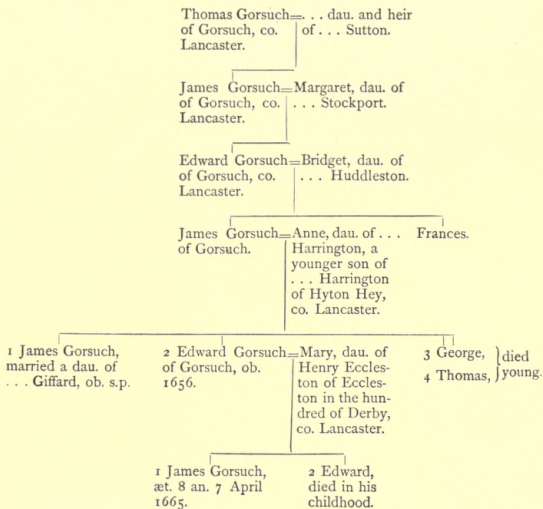 Thomas Gorsuch=. . . dau. and heir
of Gorsuch, co. of . . . Sutton.
Lancaster.
James Gorsuch=Margaret, dau. of
of Gorsuch, co. . . . Stockport.
Lancaster.
Edward Gorsuch=Bridget, dau. of
of Gorsuch, co. . . . Huddleston.
Lancaster.
James Gorsuch=Anne, dau. of . . . Frances.
of Gorsuch. Harrington, a
younger son of
. . . Harrington
of Hyton Hey,
co. Lancaster.
1 James Gorsuch,
married a dau. of
. . . Giffard, ob. s.p.
2 Edward Gorsuch=Mary, dau. of
of Gorsuch, ob. Henry Eccles-
1656. ton of Eccles-
ton in the hun-
dred of Derby,
co. Lancaster.
3 George, } died
4 Thomas, } young.
1 James Gorsuch,
æt. 8 an. 7 April
1665.
2 Edward,
died in his
childhood.